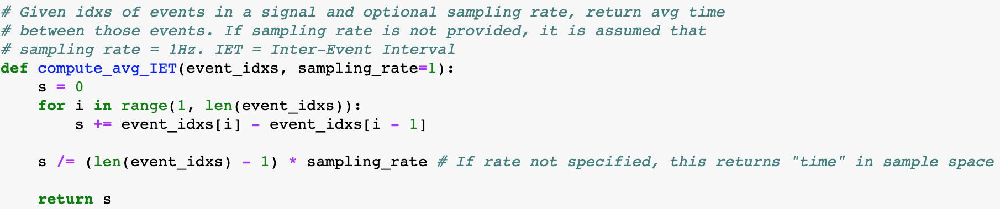 # Given idxs of events in a signal and optional sampling rate, return avg time
# between those events. If sampling rate is not provided, it is assumed that
# sampling rate = 1Hz. IET = Inter-Event Interval
def compute_avg_IET(event_idxs, sampling_rate=1):
    s = 0
    for i in range(1, len(event_idxs)):
        s += event_idxs[i] - event_idxs[i - 1]
    s /= (len(event_idxs) - 1) * sampling_rate # If rate not specified, this returns "time" in sample space
    return s